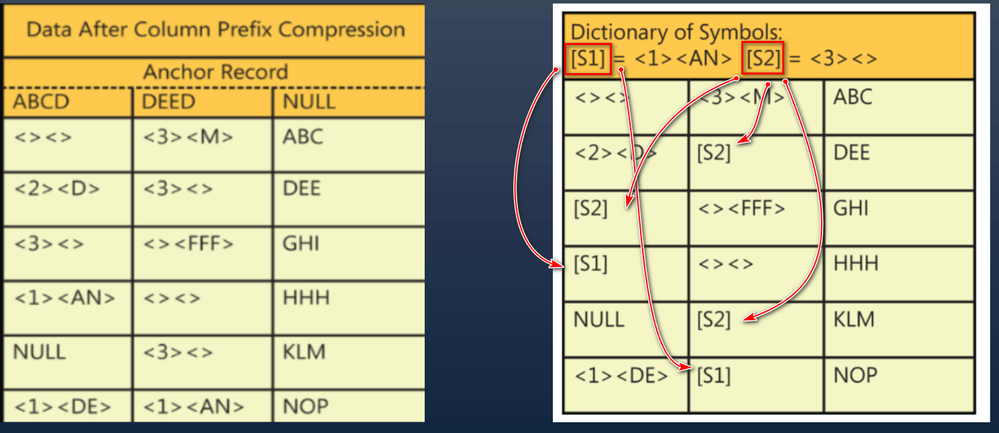 Data After Column Prefix Compression
Anchor Record
ABCD DEED NULL
<><> <3><M> ABC
<2><D> <3><> DEE
<3><> <><FFF> GHI
<1><AN> <><> HHH
NULL <3><> KLM
<1><DE> <1><AN> NOP
Dictionary of Symbols:
[S1] = <1><AN> [S2] = <3><>
<><> <3><M> ABC
<2><D> [S2] DEE
[S2] <><FFF> GHI
[S1] <><> HHH
NULL [S2] KLM
<1><DE> [S1] NOP